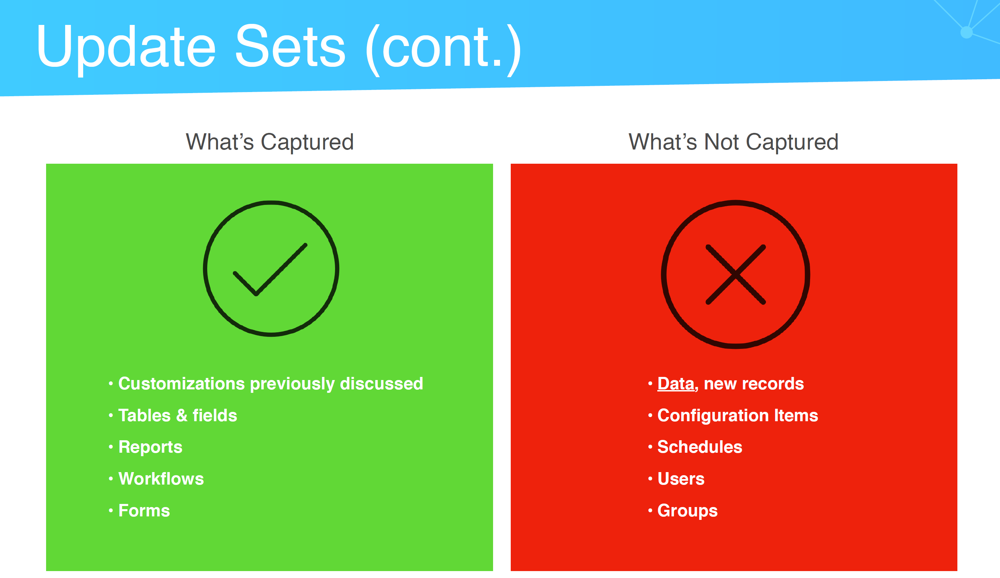 Update Sets (cont.)
What’s Captured
• Customizations previously discussed
• Tables & fields
• Reports
• Workflows
• Forms
What’s Not Captured
• Data, new records
• Configuration Items
• Schedules
• Users
• Groups